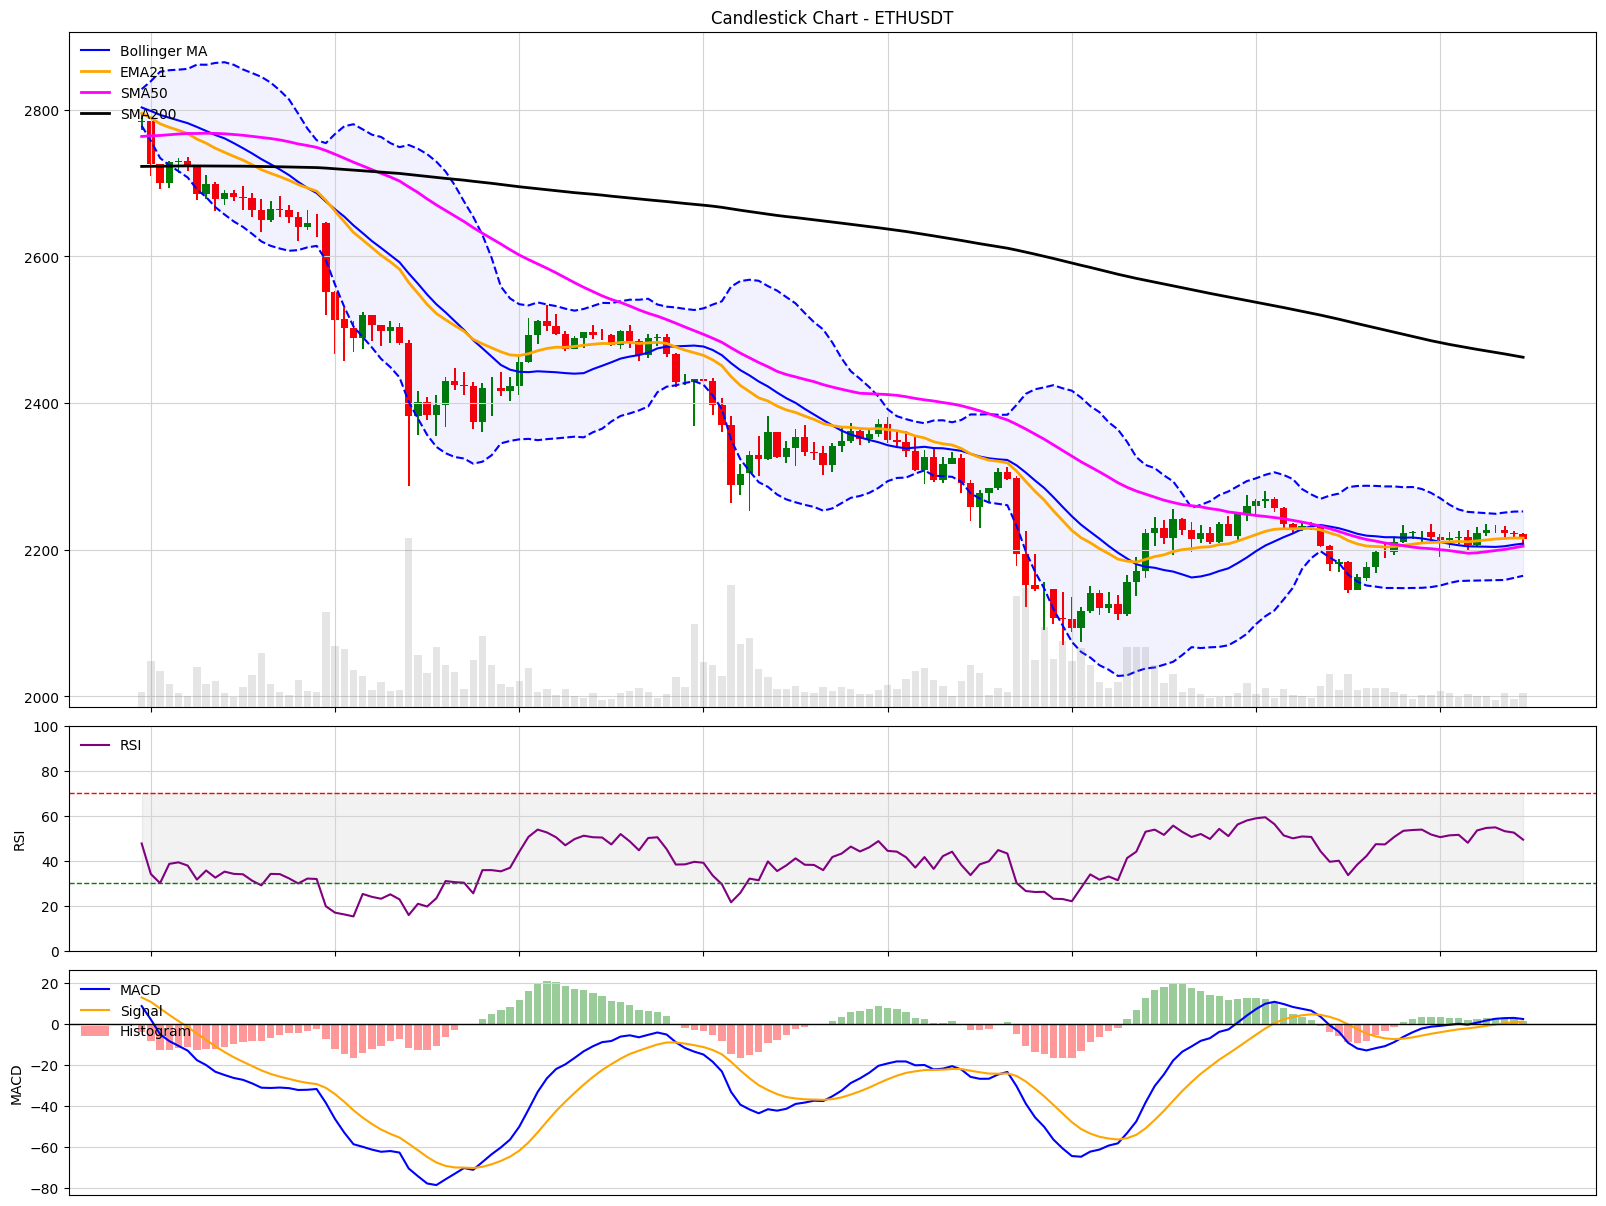 Candlestick Chart - ETHUSDT
Bollinger MA
EMA21
SMA50
SMA200
2800
2600
2400
2200
2000
RSI
100
80
60
40
20
0
RSI
MACD
Signal
Histogram
20
0
−20
−40
−60
−80
MACD